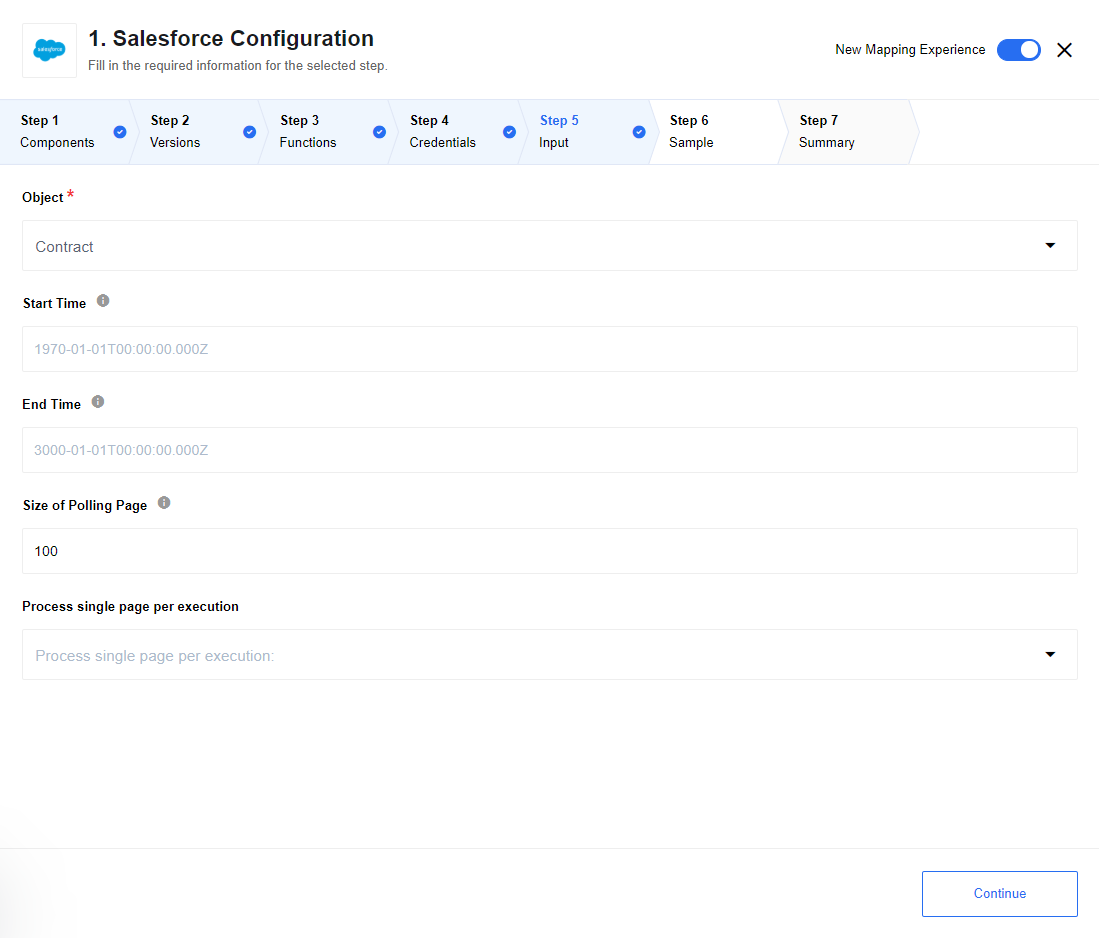 salesforce
1. Salesforce Configuration
Fill in the required information for the selected step.
New Mapping Experience
Step 1
Components
Step 2
Versions
Step 3
Functions
Step 4
Credentials
Step 5
Input
Step 6
Sample
Step 7
Summary
Object *
Contract
Start Time
1970-01-01T00:00:00.000Z
End Time
3000-01-01T00:00:00.000Z
Size of Polling Page
100
Process single page per execution
Process single page per execution:
Continue